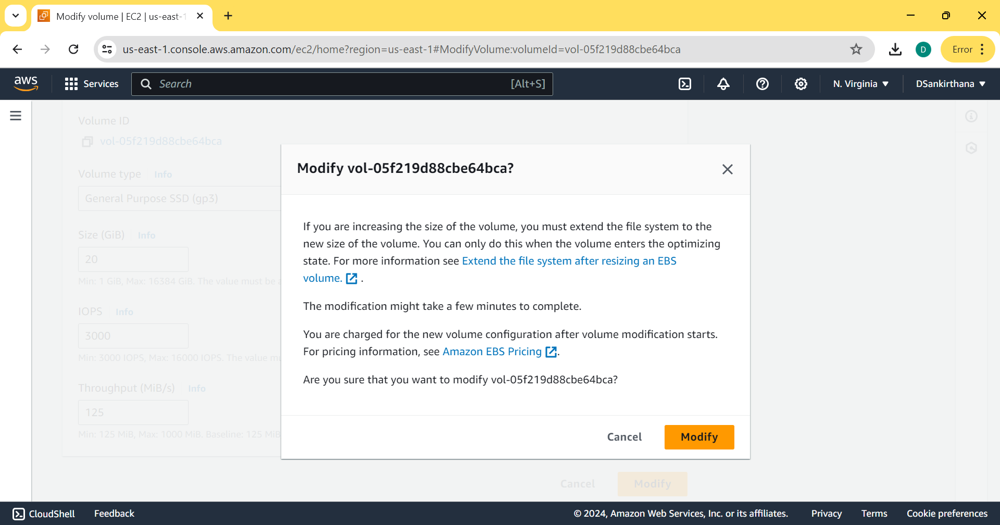 Modify volume | EC2 | us-east-1
us-east-1.console.aws.amazon.com/ec2/home?region=us-east-1#ModifyVolume:volumeId=vol-05f219d88cbe64bca
D
Error
aws
Services
Search
[Alt+S]
N. Virginia
DSankirthana
Volume ID
vol-05f219d88cbe64bca
Volume type
Info
General Purpose SSD (gp3)
Size (GiB)
Info
20
Min: 1 GiB, Max: 16384 GiB. The value must be
IOPS
Info
3000
Min: 3000 IOPS, Max: 16000 IOPS. The value
Throughput (MiB/s)
Info
125
Min: 125 MiB, Max: 1000 MiB. Baseline: 125 MiB
Modify vol-05f219d88cbe64bca?
If you are increasing the size of the volume, you must extend the file system to the
new size of the volume. You can only do this when the volume enters the optimizing
state. For more information see Extend the file system after resizing an EBS
volume. .
The modification might take a few minutes to complete.
You are charged for the new volume configuration after volume modification starts.
For pricing information, see Amazon EBS Pricing .
Are you sure that you want to modify vol-05f219d88cbe64bca?
Cancel
Modify
Cancel
Modify
CloudShell
Feedback
© 2024, Amazon Web Services, Inc. or its affiliates.
Privacy
Terms
Cookie preferences